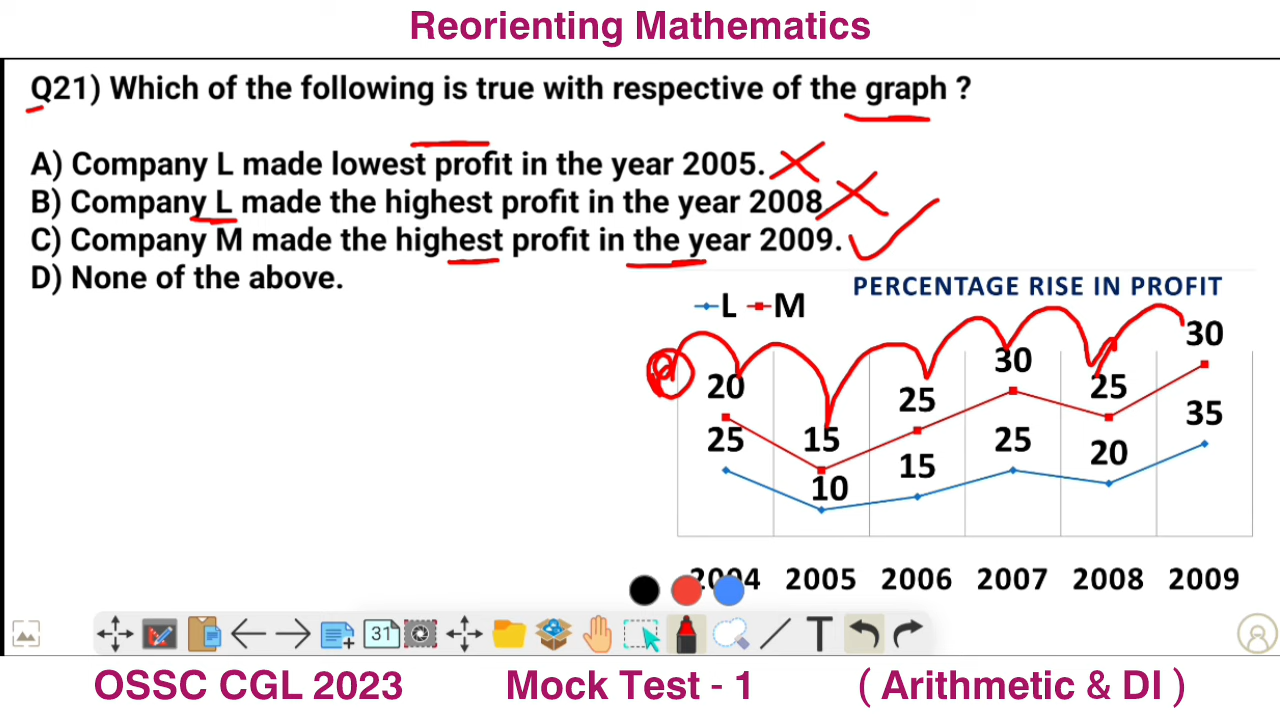 Reorienting Mathematics
Q21) Which of the following is true with respective of the graph ?
A) Company L made lowest profit in the year 2005.
B) Company L made the highest profit in the year 2008
C) Company M made the highest profit in the year 2009.
D) None of the above.
PERCENTAGE RISE IN PROFIT
L M
20 15 25 30 25 30
25 10 15 25 20 35
2004 2005 2006 2007 2008 2009
31 T
OSSC CGL 2023 Mock Test - 1 ( Arithmetic & DI )